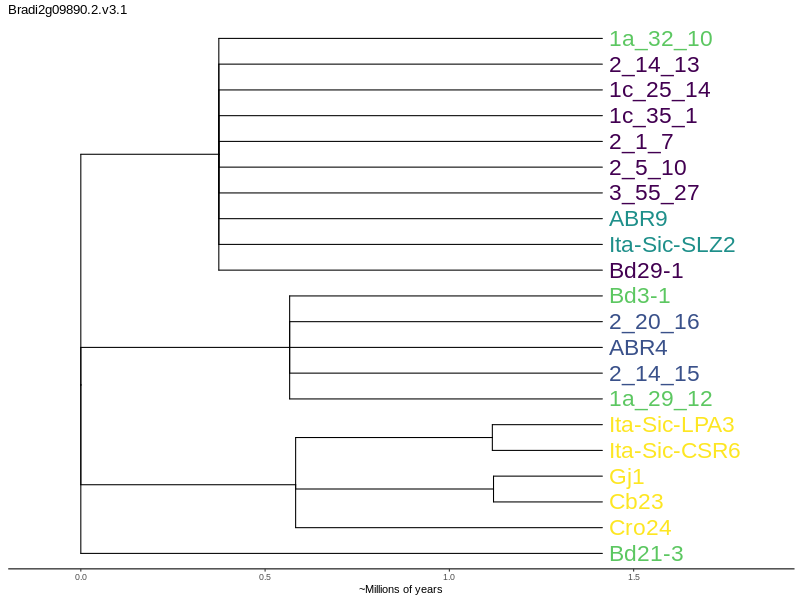 Bradi2g09890.2.v3.1
1a_32_10
2_14_13
1c_25_14
1c_35_1
2_1_7
2_5_10
3_55_27
ABR9
Ita-Sic-SLZ2
Bd29-1
Bd3-1
2_20_16
ABR4
2_14_15
1a_29_12
Ita-Sic-LPA3
Ita-Sic-CSR6
Gj1
Cb23
Cro24
Bd21-3
0.0 0.5 1.0 1.5
~Millions of years